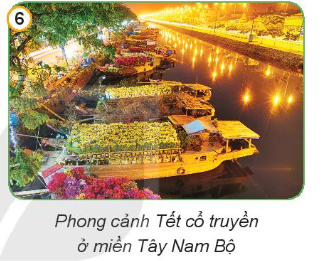 6
Phong cảnh Tết cổ truyền
ở miền Tây Nam Bộ